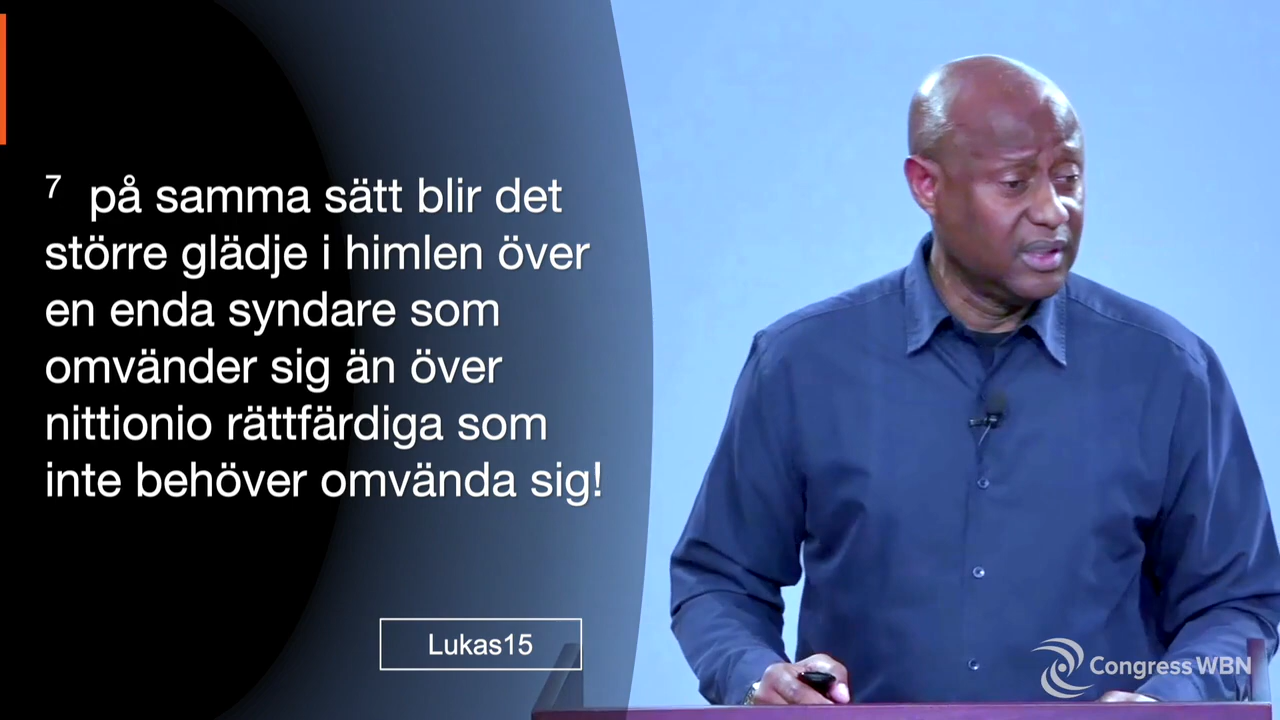 7 på samma sätt blir det
större glädje i himlen över
en enda syndare som
omvänder sig än över
nittionio rättfärdiga som
inte behöver omvända sig!
Lukas15
Congress WBN